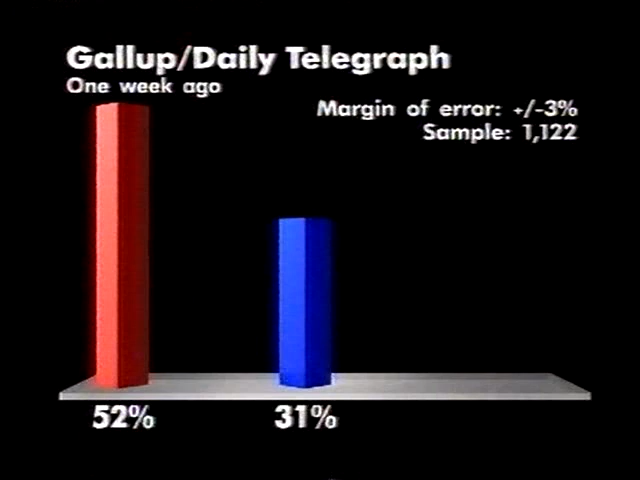 Gallup/Daily Telegraph
One week ago
Margin of error: +/-3%
Sample: 1,122
52%
31%